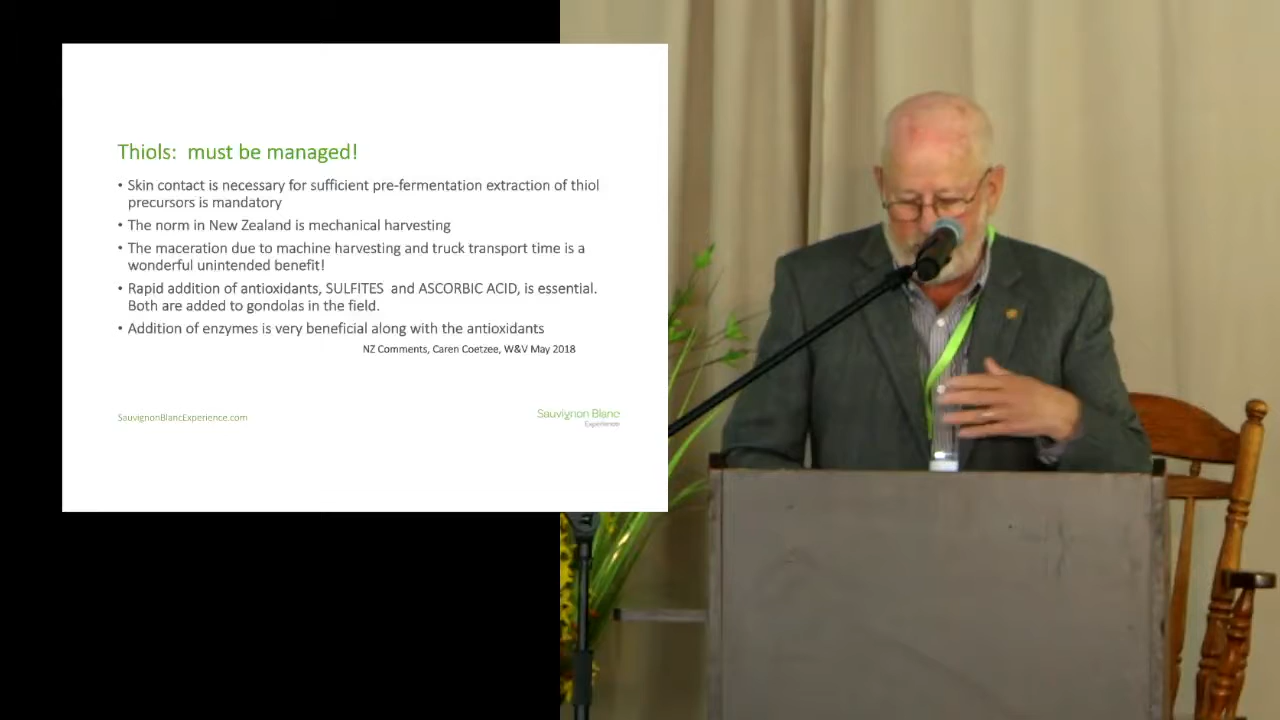 Thiols: must be managed!
• Skin contact is necessary for sufficient pre-fermentation extraction of thiol
precursors is mandatory
• The norm in New Zealand is mechanical harvesting
• The maceration due to machine harvesting and truck transport time is a
wonderful unintended benefit!
• Rapid addition of antioxidants, SULFITES and ASCORBIC ACID, is essential.
Both are added to gondolas in the field.
• Addition of enzymes is very beneficial along with the antioxidants
NZ Comments, Caren Coetzee, W&V May 2018
SauvignonBlancExperience.com
Sauvignon Blanc
Experience